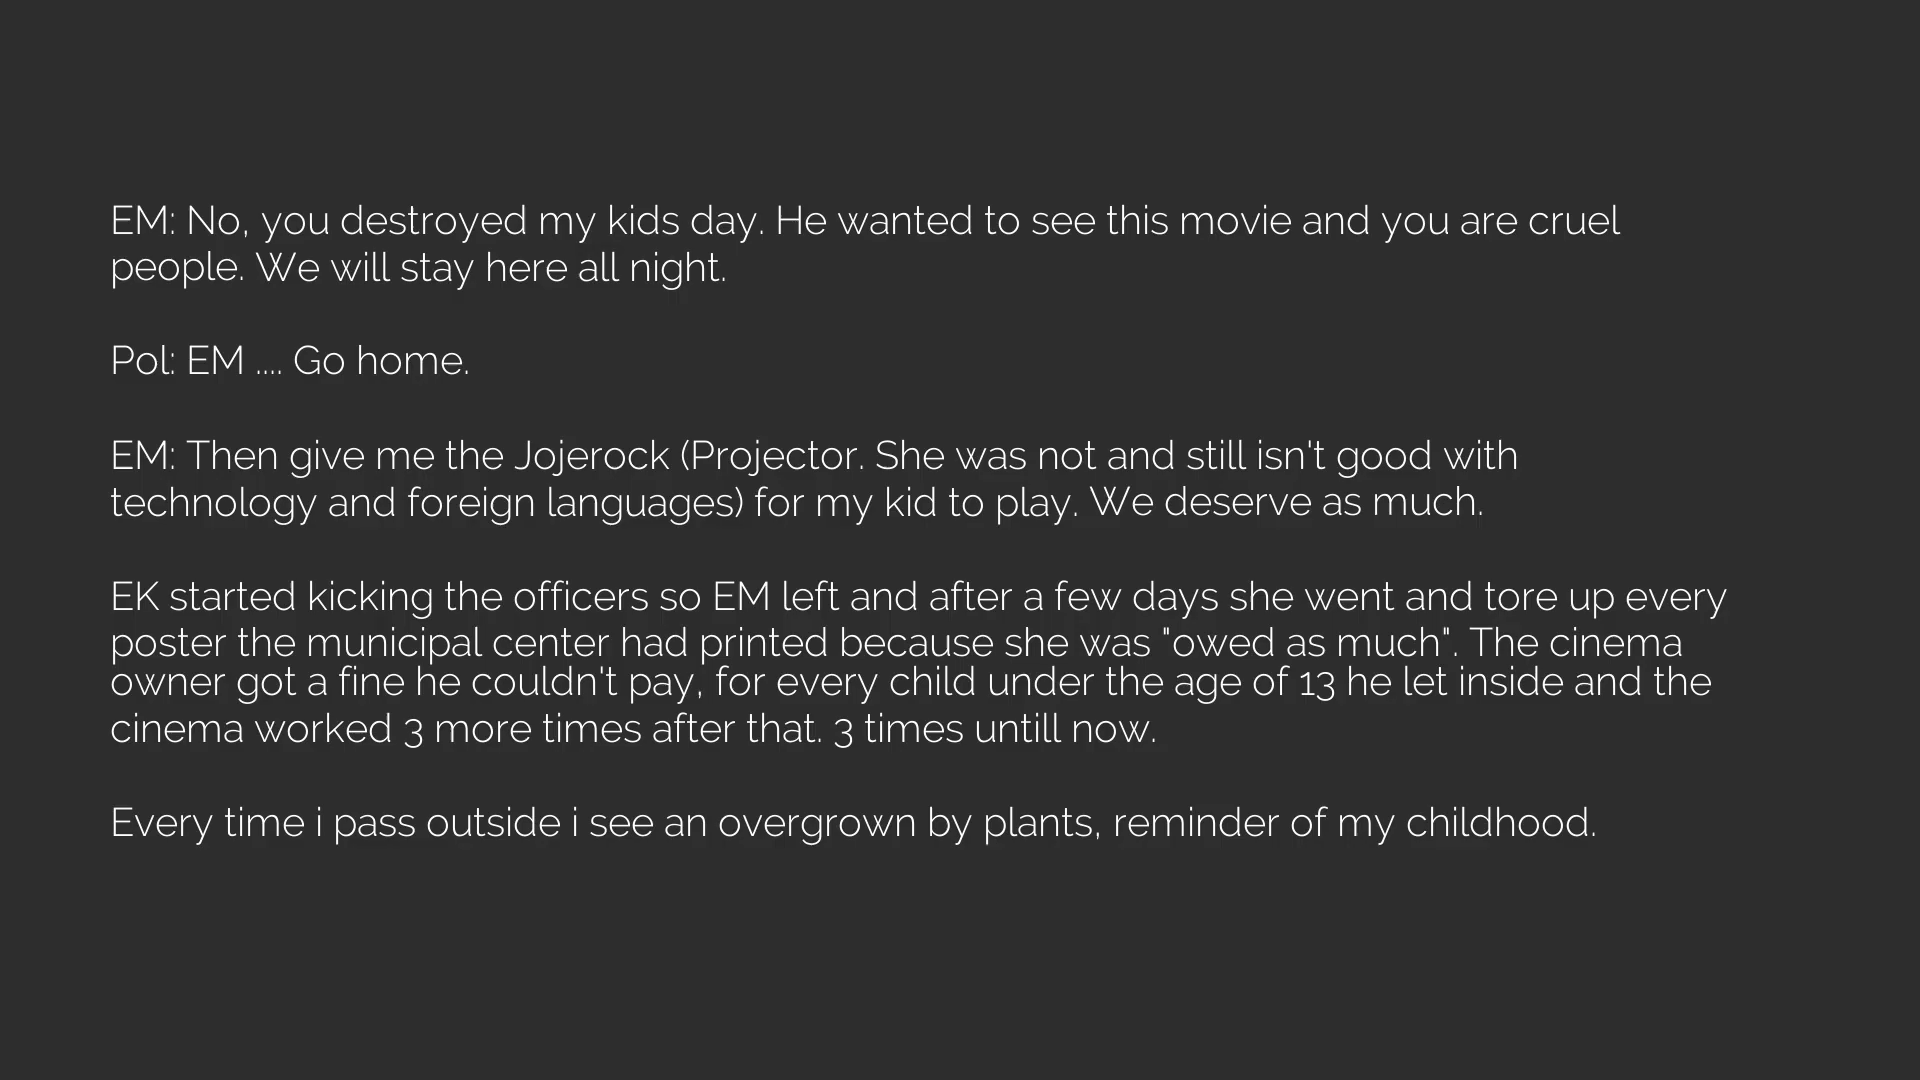 EM: No, you destroyed my kids day. He wanted to see this movie and you are cruel
people. We will stay here all night.
Pol: EM .... Go home.
EM: Then give me the Jojerock (Projector. She was not and still isn't good with
technology and foreign languages) for my kid to play. We deserve as much.
EK started kicking the officers so EM left and after a few days she went and tore up every
poster the municipal center had printed because she was "owed as much". The cinema
owner got a fine he couldn't pay, for every child under the age of 13 he let inside and the
cinema worked 3 more times after that. 3 times untill now.
Every time i pass outside i see an overgrown by plants, reminder of my childhood.